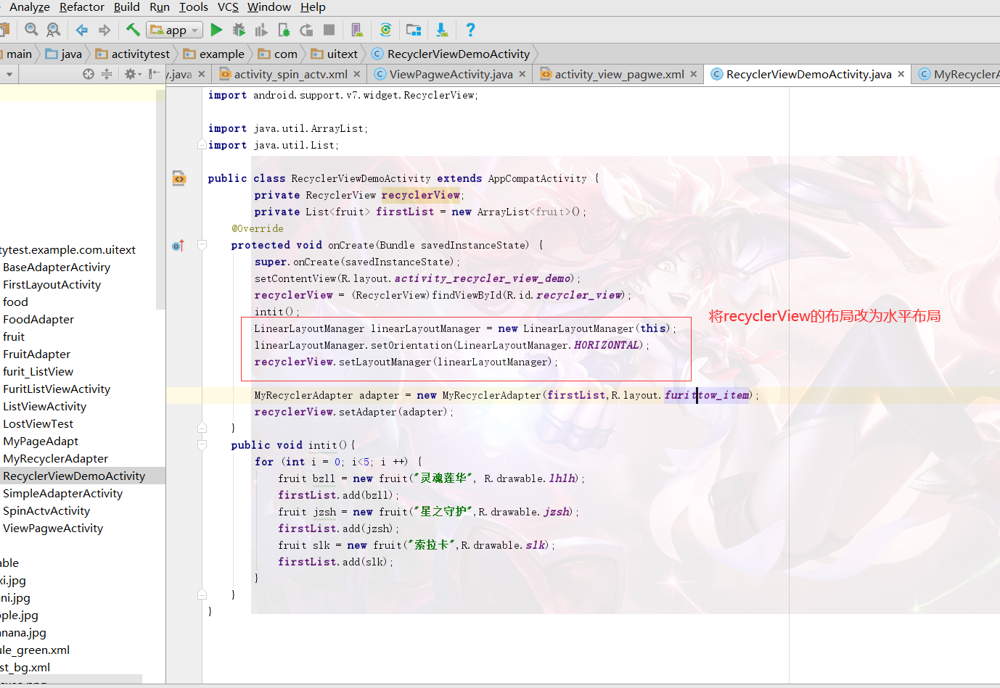 Analyze Refactor Build Run Tools VCS Window Help
app
main java activitytest example com uitext RecyclerViewDemoActivity
y.java activity_spin_actv.xml ViewPagweActivity.java activity_view_pagwe.xml RecyclerViewDemoActivity.java MyRecyclerA
import android.support.v7.widget.RecyclerView;
import java.util.ArrayList;
import java.util.List;
public class RecyclerViewDemoActivity extends AppCompatActivity {
private RecyclerView recyclerView;
private List<fruit> firstList = new ArrayList<fruit>();
@Override
protected void onCreate(Bundle savedInstanceState) {
super.onCreate(savedInstanceState);
setContentView(R.layout.activity_recycler_view_demo);
recyclerView = (RecyclerView)findViewById(R.id.recycler_view);
intit();
LinearLayoutManager linearLayoutManager = new LinearLayoutManager(this);
linearLayoutManager.setOrientation(LinearLayoutManager.HORIZONTAL);
recyclerView.setLayoutManager(linearLayoutManager);
将recyclerView的布局改为水平布局
MyRecyclerAdapter adapter = new MyRecyclerAdapter(firstList,R.layout.furittow_item);
recyclerView.setAdapter(adapter);
}
public void intit(){
for (int i = 0; i<5; i ++) {
fruit bzll = new fruit("灵魂莲华", R.drawable.lhlh);
firstList.add(bzll);
fruit jzsh = new fruit("星之守护",R.drawable.jzsh);
firstList.add(jzsh);
fruit slk = new fruit("索拉卡",R.drawable.slk);
firstList.add(slk);
}
}
}
tytest.example.com.uitext
BaseAdapterActiviry
FirstLayoutActivity
food
FoodAdapter
fruit
FruitAdapter
furit_ListView
FuritListViewActivity
ListViewActivity
LostViewTest
MyPageAdapt
MyRecyclerAdapter
RecyclerViewDemoActivity
SimpleAdapterActivity
SpinActvActivity
ViewPagweActivity
able
xi.jpg
ni.jpg
ple.jpg
nana.jpg
ule_green.xml
st_bg.xml